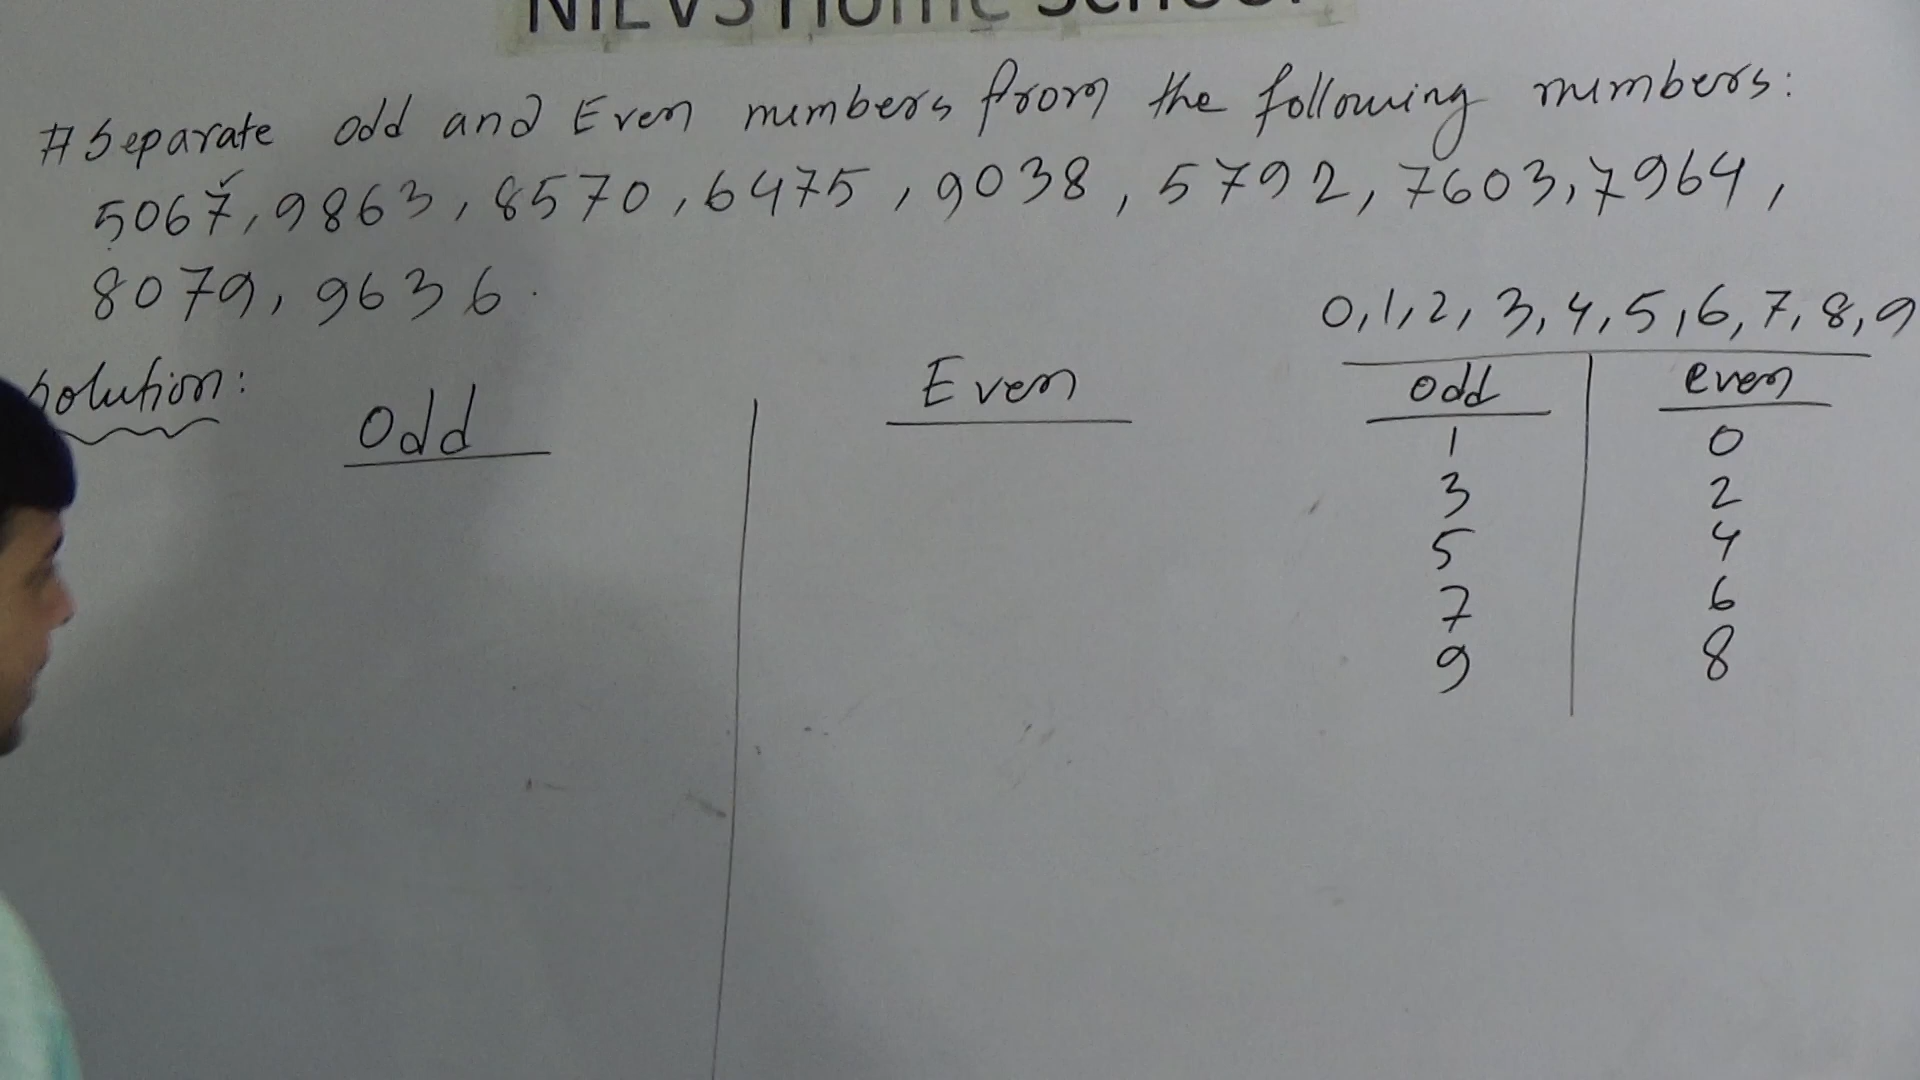 NIEVS Home School
#Separate odd and Even numbers from the following numbers:
5067, 9863, 8570, 6475, 9038, 5792, 7603, 7964,
8079, 9636.
0,1,2,3,4,5,6,7,8,9
Solution:
Odd
Even
odd even
1 0
3 2
5 4
7 6
9 8